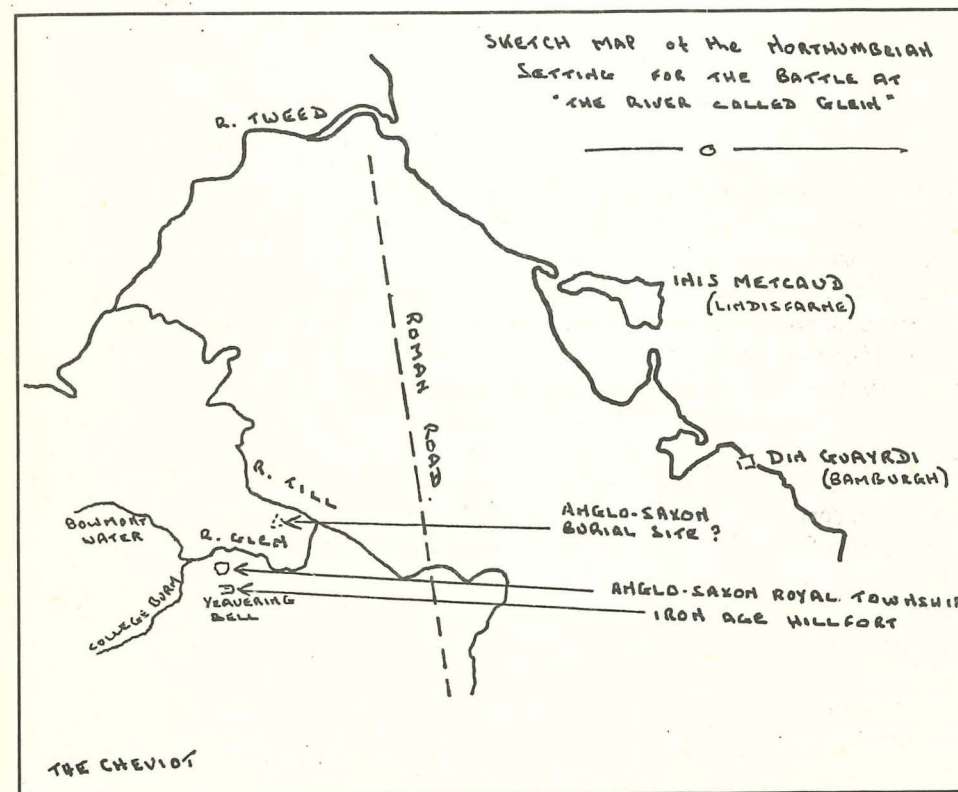 SKETCH MAP of the NORTHUMBRIAN
SETTING FOR THE BATTLE AT
"THE RIVER CALLED GLEIN"
R. TWEED
INIS METCAUD
(LINDISFARNE)
ROMAN ROAD.
DIN GUAYRDI
(BAMBURGH)
R. TILL
ANGLO-SAXON
BURIAL SITE ?
BOWMONT
WATER
R. GLEN
ANGLO-SAXON ROYAL TOWNSHIP
IRON AGE HILLFORT
YEAVERING
BELL
COLLEGE BURN
THE CHEVIOT